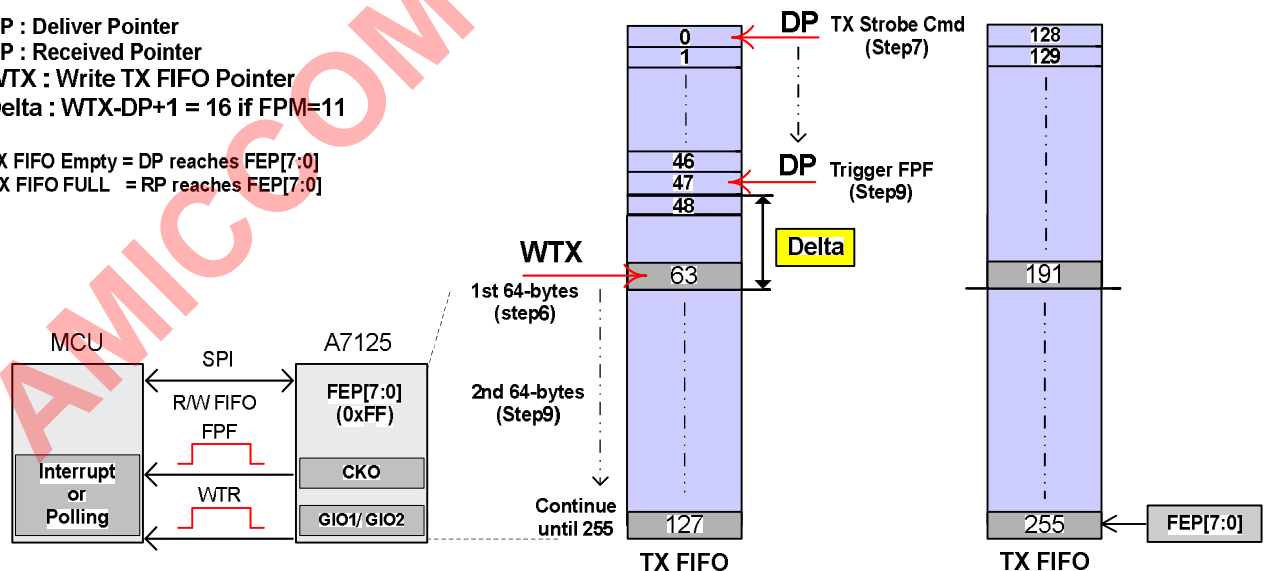 P : Deliver Pointer
P : Received Pointer
WTX : Write TX FIFO Pointer
Delta : WTX-DP+1 = 16 if FPM=11
X FIFO Empty = DP reaches FEP[7:0]
X FIFO FULL = RP reaches FEP[7:0]
AMICCOM
MCU
Interrupt
or
Polling
SPI
R/W FIFO
FPF
WTR
A7125
FEP[7:0]
(0xFF)
CKO
GIO1/ GIO2
WTX
1st 64-bytes
(step6)
2nd 64-bytes
(Step9)
Continue
until 255
0
1
46
47
48
63
127
TX FIFO
DP
TX Strobe Cmd
(Step7)
DP
Trigger FPF
(Step9)
Delta
128
129
191
255
TX FIFO
FEP[7:0]